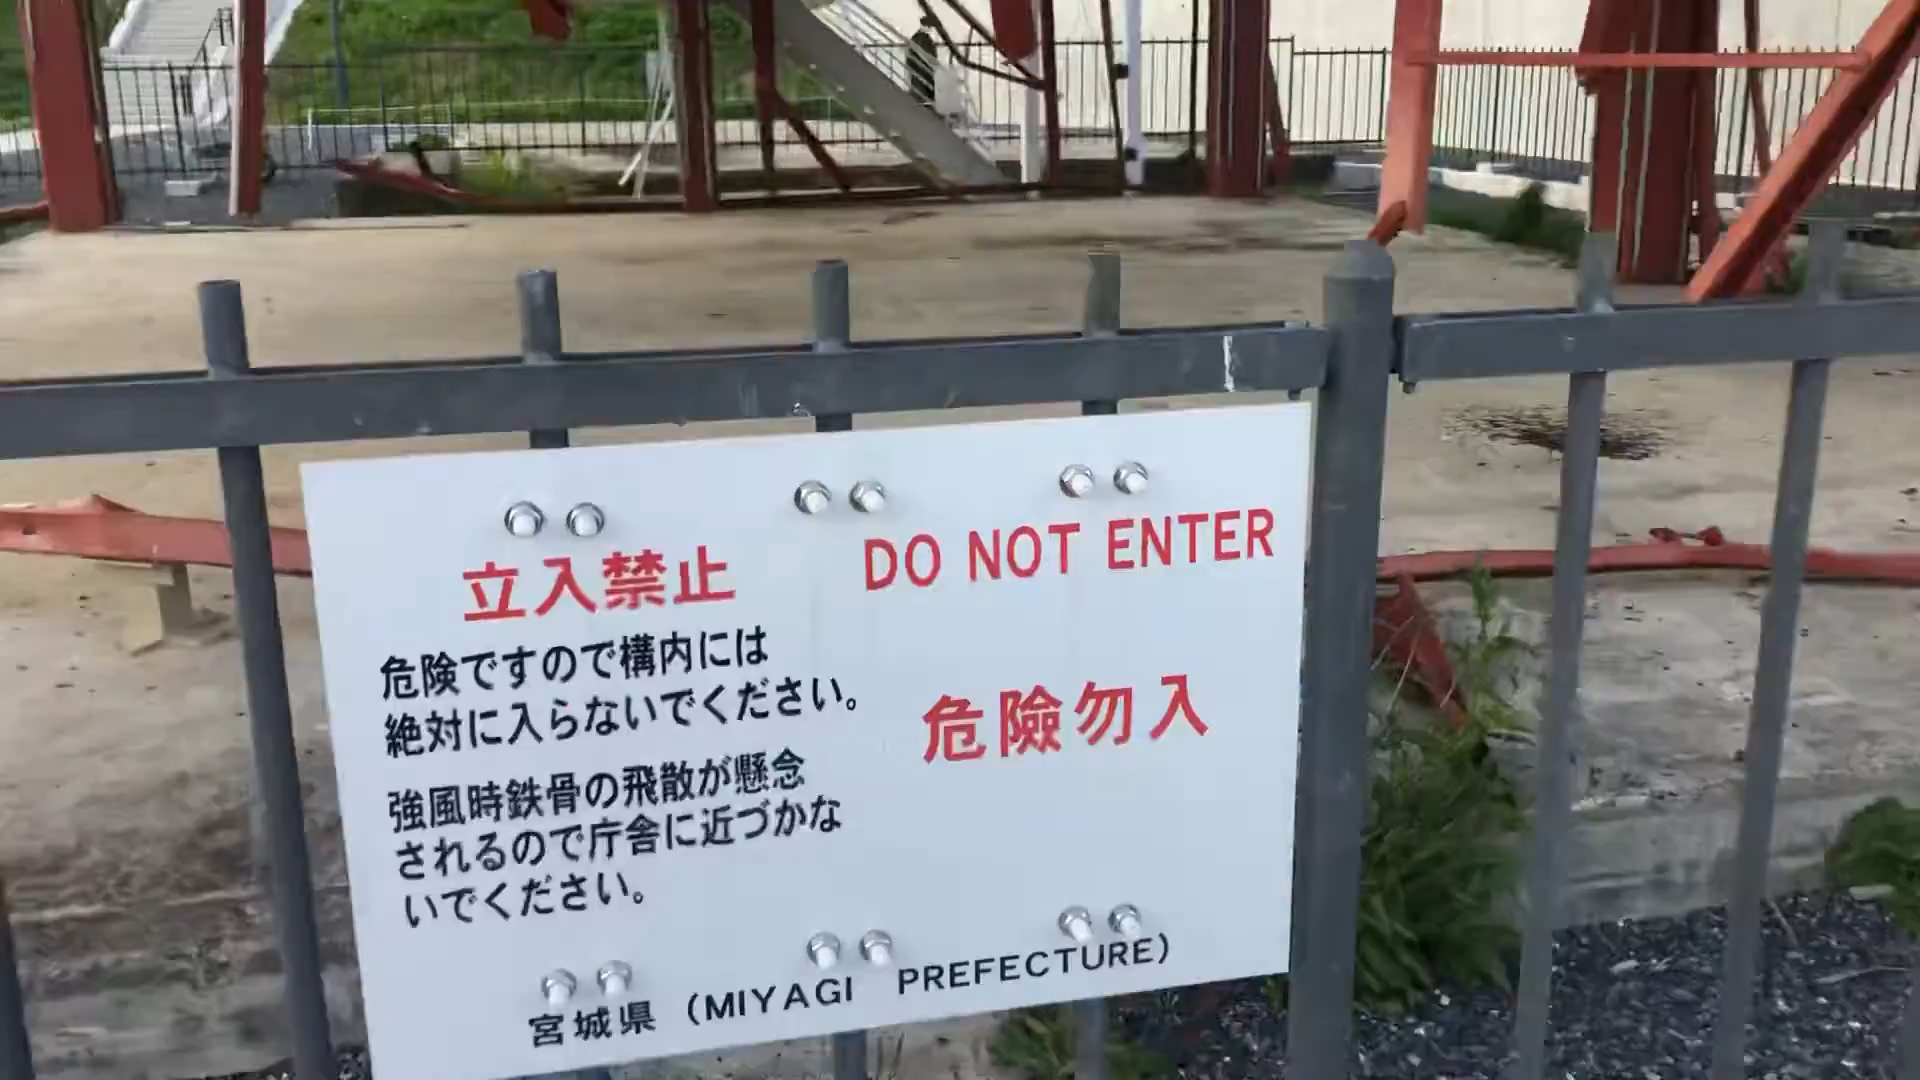 立入禁止
危険ですので構内には
絶対に入らないでください。
強風時鉄骨の飛散が懸念
されるので庁舎に近づかな
いでください。
DO NOT ENTER
危險勿入
宮城県 (MIYAGI PREFECTURE)